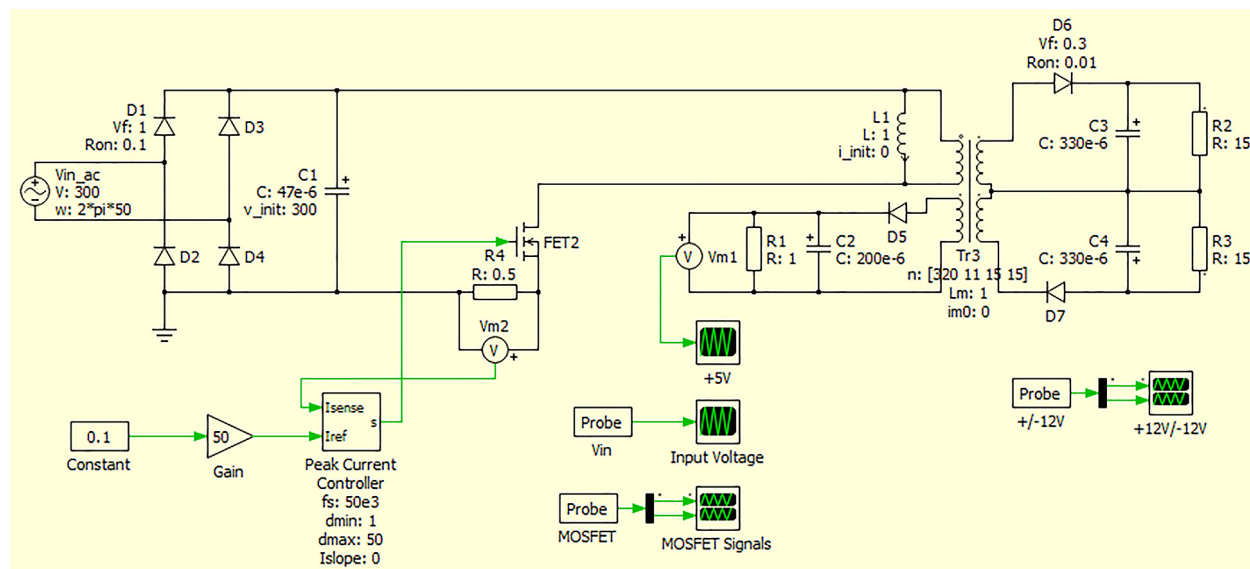 D6
Vf: 0.3
Ron: 0.01
D1
Vf: 1
Ron: 0.1
D3
L1
L: 1
i_init: 0
C3
C: 330e-6
R2
R: 15
Vin_ac
V: 300
w: 2*pi*50
C1
C: 47e-6
v_init: 300
D2
D4
R4
R: 0.5
FET2
V
Vm1
R1
R: 1
C2
C: 200e-6
D5
Tr3
n: [320 11 15 15]
Lm: 1
im0: 0
C4
C: 330e-6
R3
R: 15
D7
Vm2
V
+5V
0.1
Constant
50
Gain
Isense
Iref
s
Peak Current
Controller
fs: 50e3
dmin: 1
dmax: 50
Islope: 0
Probe
Vin
Input Voltage
Probe
MOSFET
MOSFET Signals
Probe
+/-12V
+12V/-12V